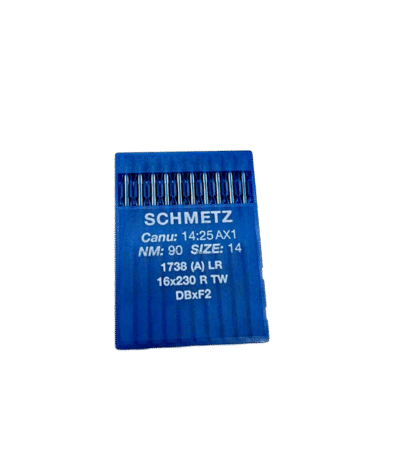 SCHMETZ
Canu: 14:25 AX1
NM: 90 SIZE: 14
1738 (A) LR
16x230 R TW
DBxF2